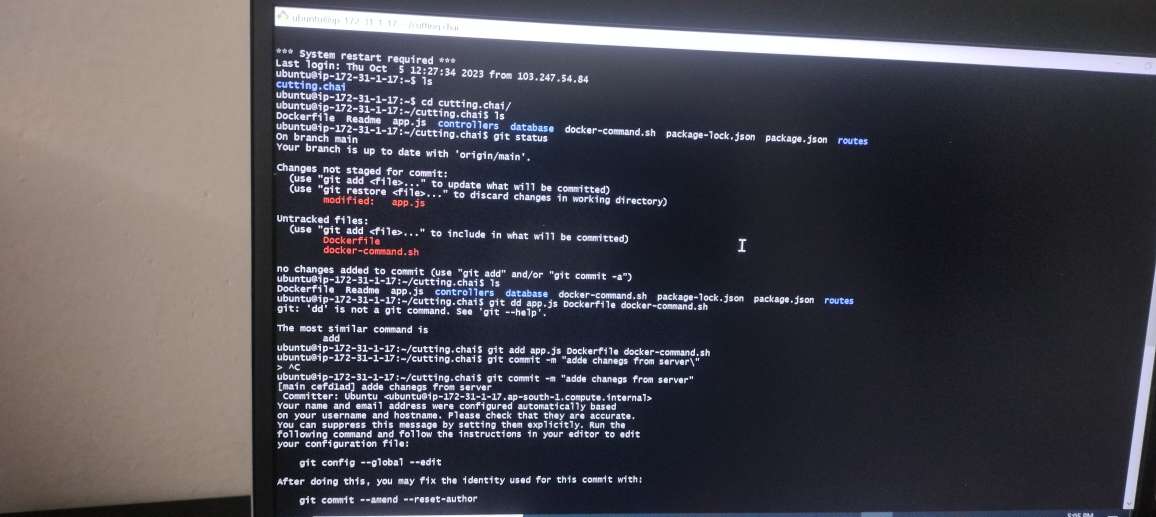 ubuntu@ip-172-31-1-17: ~/cutting.chai
*** System restart required ***
Last login: Thu Oct  5 12:27:34 2023 from 103.247.54.84
ubuntu@ip-172-31-1-17:~$ ls
cutting.chai
ubuntu@ip-172-31-1-17:~$ cd cutting.chai/
ubuntu@ip-172-31-1-17:~/cutting.chai$ ls
Dockerfile  Readme  app.js  controllers  database  docker-command.sh  package-lock.json  package.json  routes
ubuntu@ip-172-31-1-17:~/cutting.chai$ git status
On branch main
Your branch is up to date with 'origin/main'.
Changes not staged for commit:
  (use "git add <file>..." to update what will be committed)
  (use "git restore <file>..." to discard changes in working directory)
        modified:   app.js
Untracked files:
  (use "git add <file>..." to include in what will be committed)
        Dockerfile
        docker-command.sh
no changes added to commit (use "git add" and/or "git commit -a")
ubuntu@ip-172-31-1-17:~/cutting.chai$ ls
Dockerfile  Readme  app.js  controllers  database  docker-command.sh  package-lock.json  package.json  routes
ubuntu@ip-172-31-1-17:~/cutting.chai$ git dd app.js Dockerfile docker-command.sh
git: 'dd' is not a git command. See 'git --help'.
The most similar command is
        add
ubuntu@ip-172-31-1-17:~/cutting.chai$ git add app.js Dockerfile docker-command.sh
ubuntu@ip-172-31-1-17:~/cutting.chai$ git commit -m "adde chanegs from server\"
> ^C
ubuntu@ip-172-31-1-17:~/cutting.chai$ git commit -m "adde chanegs from server"
[main cefd1ad] adde chanegs from server
 Committer: Ubuntu <ubuntu@ip-172-31-1-17.ap-south-1.compute.internal>
Your name and email address were configured automatically based
on your username and hostname. Please check that they are accurate.
You can suppress this message by setting them explicitly. Run the
following command and follow the instructions in your editor to edit
your configuration file:
    git config --global --edit
After doing this, you may fix the identity used for this commit with:
    git commit --amend --reset-author
5:05 PM